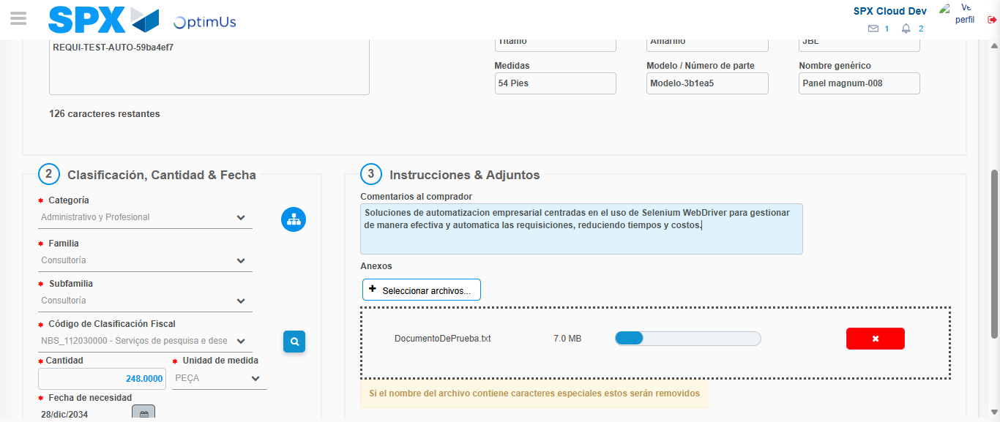 SPX
OptimUs
SPX Cloud Dev
Ve
perfil
1
2
REQUI-TEST-AUTO-59ba4ef7
Titanio
Amarillo
JBL
Medidas
Modelo / Número de parte
Nombre genérico
54 Pies
Modelo-3b1ea5
Panel magnum-008
126 caracteres restantes
2 Clasificación, Cantidad & Fecha
* Categoría
Administrativo y Profesional
* Familia
Consultoría
* Subfamilia
Consultoría
* Código de Clasificación Fiscal
NBS_112030000 - Serviços de pesquisa e dese
* Cantidad
* Unidad de medida
248.0000
PEÇA
* Fecha de necesidad
28/dic/2034
3 Instrucciones & Adjuntos
Comentarios al comprador
Soluciones de automatizacion empresarial centradas en el uso de Selenium WebDriver para gestionar
de manera efectiva y automatica las requisiciones, reduciendo tiempos y costos.
Anexos
+ Seleccionar archivos...
DocumentoDePrueba.txt
7.0 MB
Si el nombre del archivo contiene caracteres especiales estos serán removidos